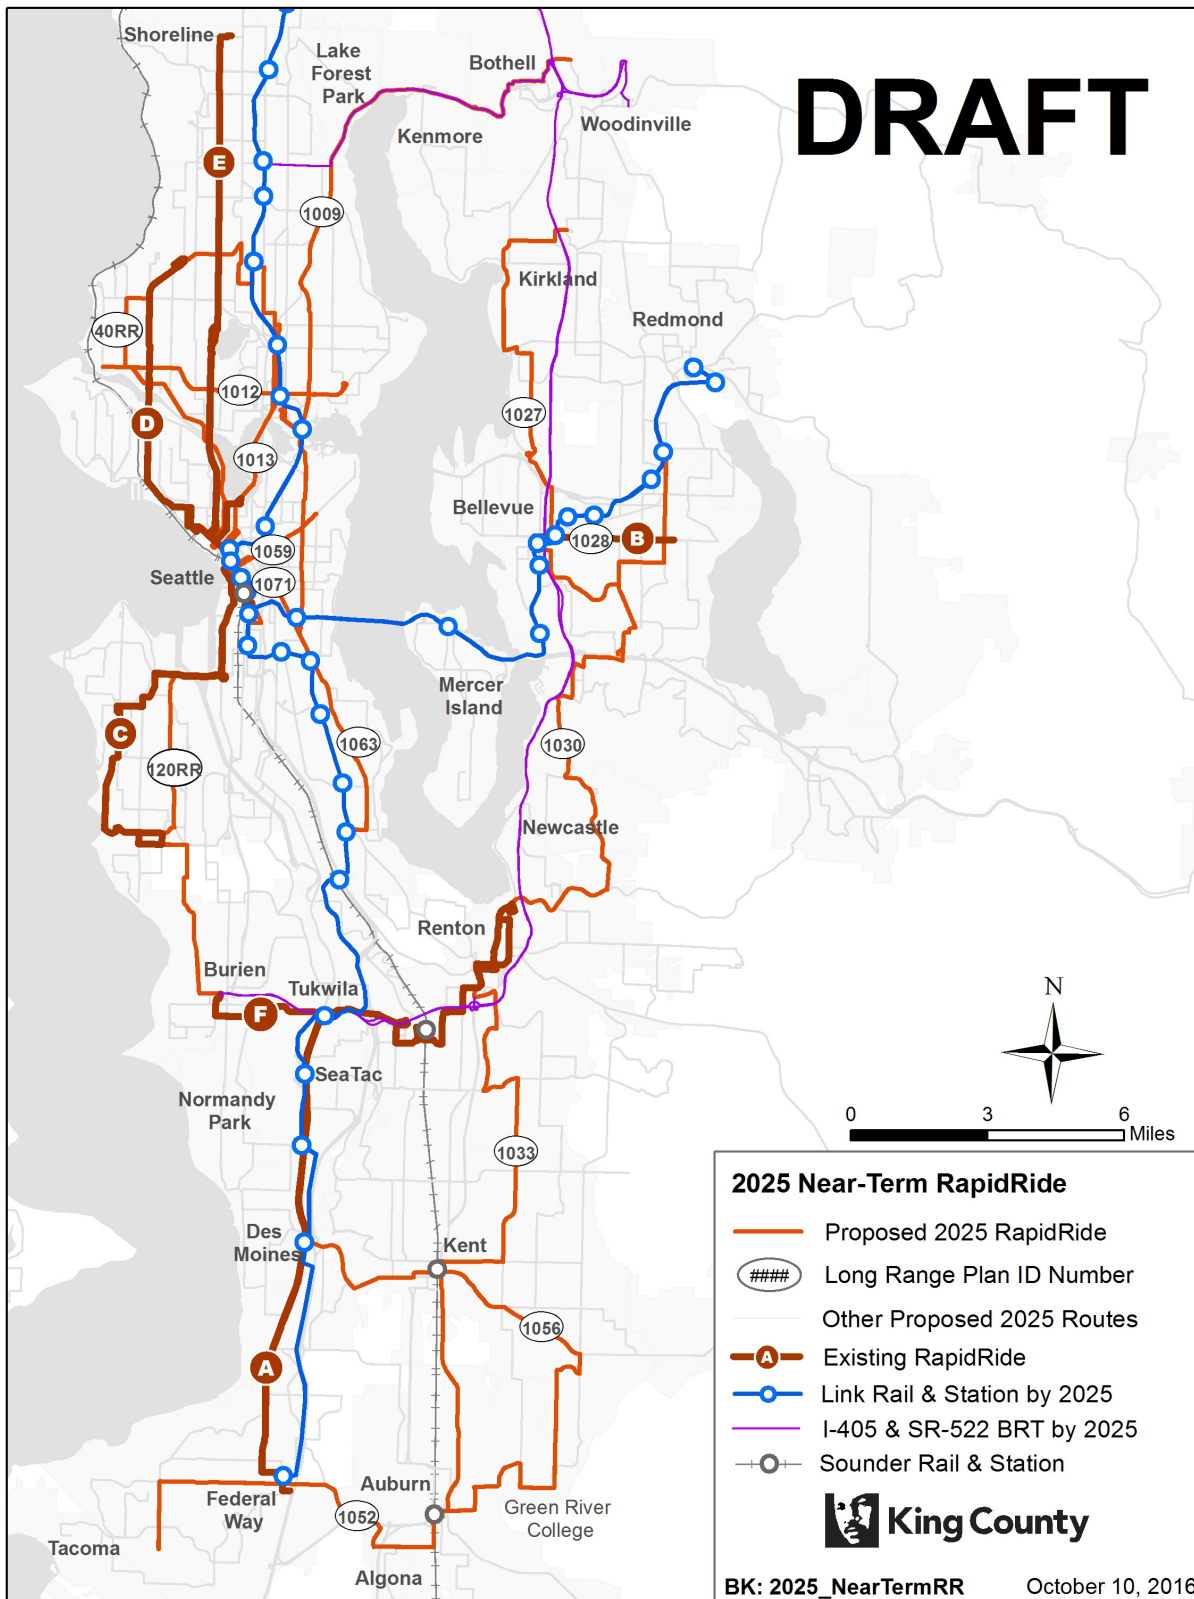 Shoreline
Lake
Forest
Park
Bothell
DRAFT
Kenmore
Woodinville
E
1009
Kirkland
Redmond
40RR
1012
D
1027
1013
Bellevue
1028
B
1059
Seattle
1071
Mercer
Island
C
1063
1030
120RR
Newcastle
Renton
Burien
Tukwila
F
N
SeaTac
Normandy
Park
0 3 6
Miles
1033
Des
Moines
Kent
1056
A
Auburn
Federal
Way
1052
Green River
College
Tacoma
Algona
2025 Near-Term RapidRide
Proposed 2025 RapidRide
#### Long Range Plan ID Number
Other Proposed 2025 Routes
A Existing RapidRide
Link Rail & Station by 2025
I-405 & SR-522 BRT by 2025
Sounder Rail & Station
King County
BK: 2025_NearTermRR October 10, 2016